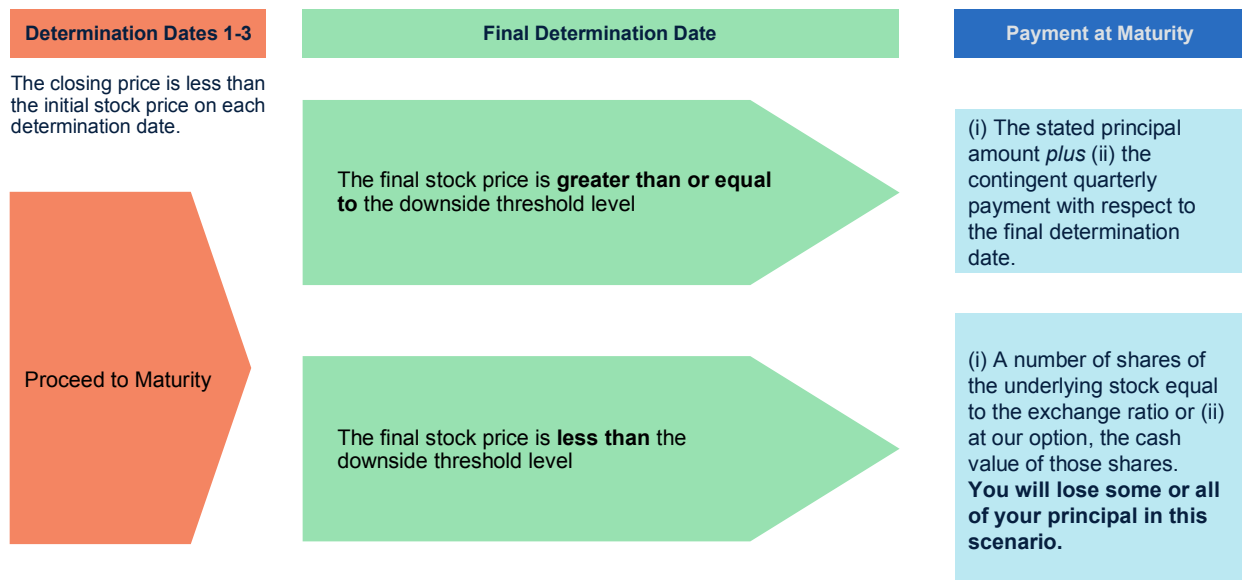 Determination Dates 1-3
Final Determination Date
Payment at Maturity
The closing price is less than
the initial stock price on each
determination date.
Proceed to Maturity
The final stock price is greater than or equal
to the downside threshold level
(i) The stated principal
amount plus (ii) the
contingent quarterly
payment with respect to
the final determination
date.
The final stock price is less than the
downside threshold level
(i) A number of shares of
the underlying stock equal
to the exchange ratio or (ii)
at our option, the cash
value of those shares.
You will lose some or all
of your principal in this
scenario.